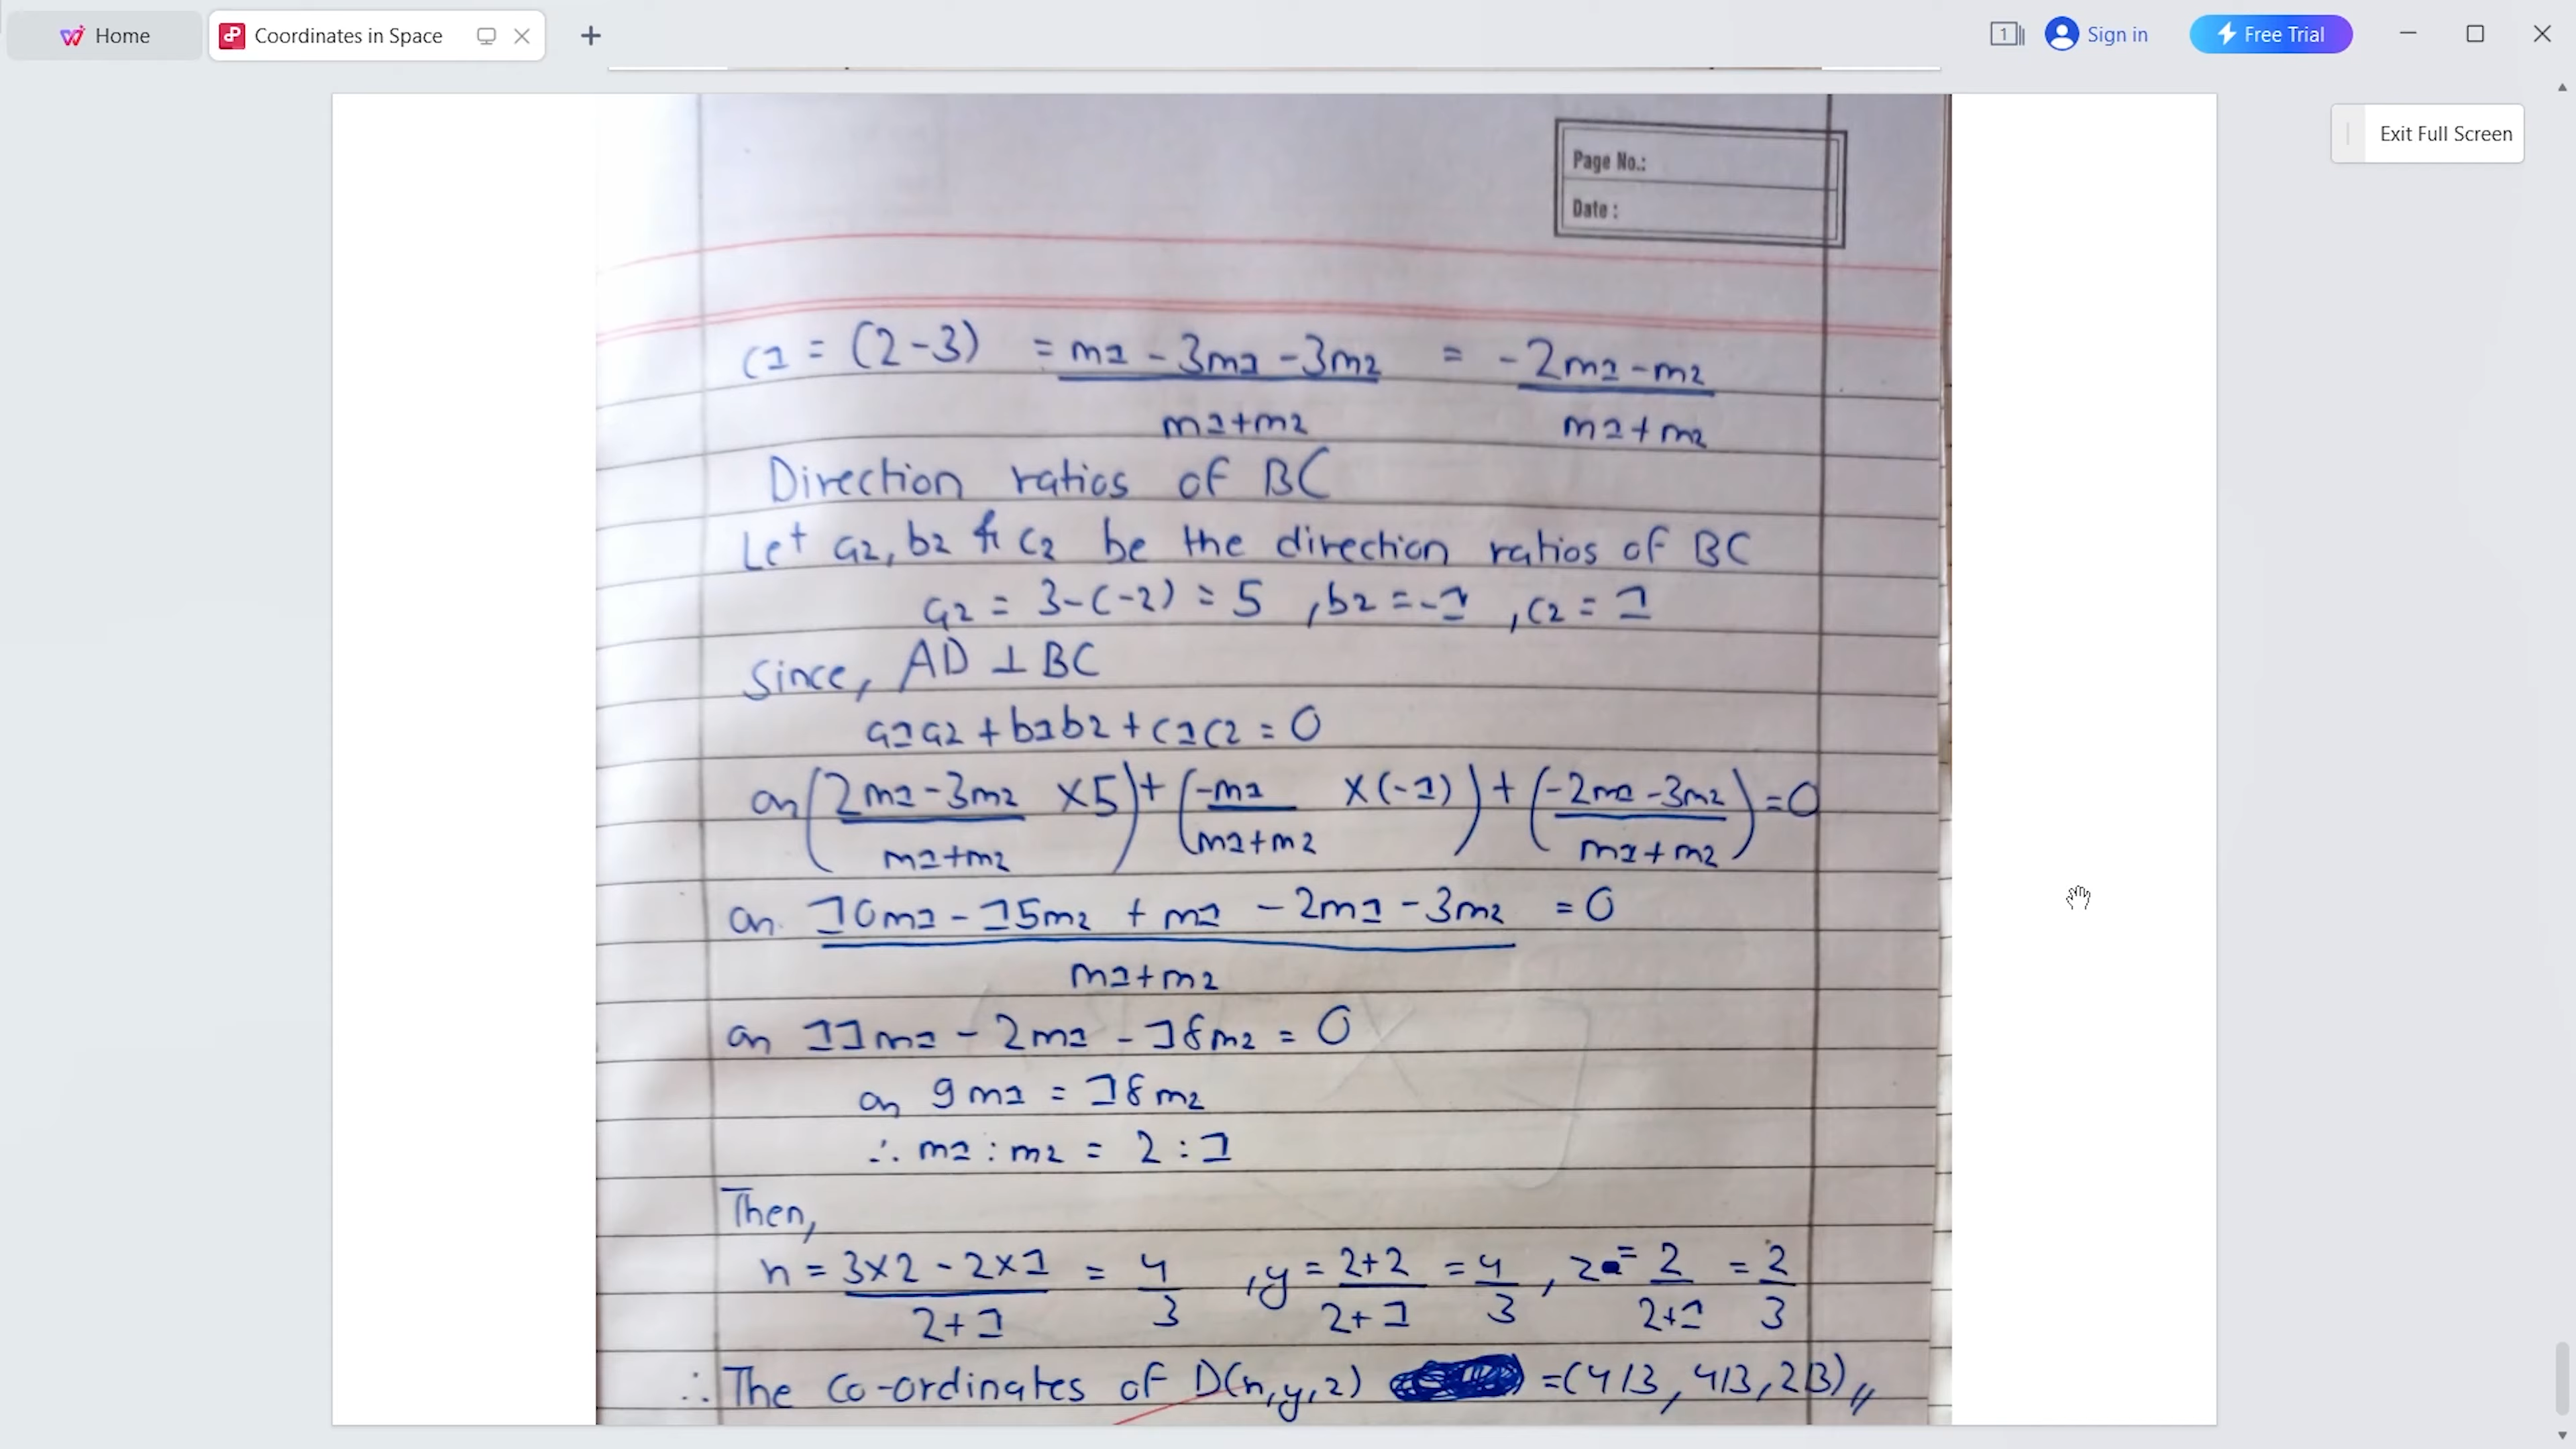 Home
Coordinates in Space
1
Sign in
Free Trial
Exit Full Screen
Page No.:
Date :
c1 = (2-3) = m1 - 3m1 - 3m2 / m1+m2 = -2m1 - m2 / m1+m2
Direction ratios of BC
Let a2, b2 & c2 be the direction ratios of BC
a2 = 3-(-2) = 5 , b2 = -1 , c2 = 1
Since, AD ⊥ BC
a1a2 + b1b2 + c1c2 = 0
or (2m1 - 3m2 / m1+m2 ×5) + (-m1 / m1+m2 ×(-1)) + (-2m1 - 3m2 / m1+m2) = 0
or 10m1 - 15m2 + m1 - 2m1 - 3m2 / m1+m2 = 0
or 11m1 - 2m1 - 18m2 = 0
or 9m1 = 18m2
∴ m1 : m2 = 2 : 1
Then,
x = 3×2 - 2×1 / 2+1 = 4/3 , y = 2+2 / 2+1 = 4/3 , z = 2 / 2+1 = 2/3
∴ The co-ordinates of D(x,y,z) = (4/3, 4/3, 2/3)//